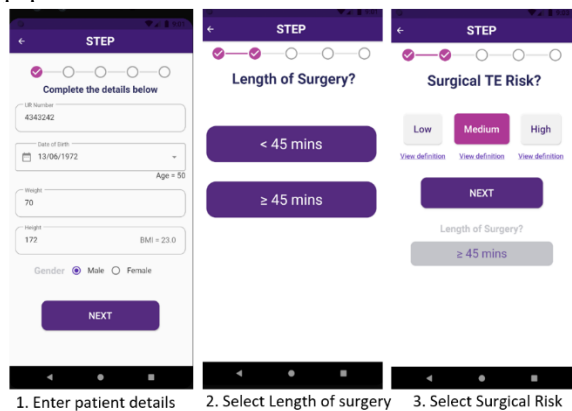 STEP
Complete the details below
UR Number
4343242
Date of Birth
13/06/1972
Age = 50
Weight
70
Height
172
BMI = 23.0
Gender
Male
Female
NEXT
1. Enter patient details
STEP
Length of Surgery?
< 45 mins
≥ 45 mins
2. Select Length of surgery
STEP
Surgical TE Risk?
Low
Medium
High
View definition
View definition
View definition
NEXT
Length of Surgery?
≥ 45 mins
3. Select Surgical Risk